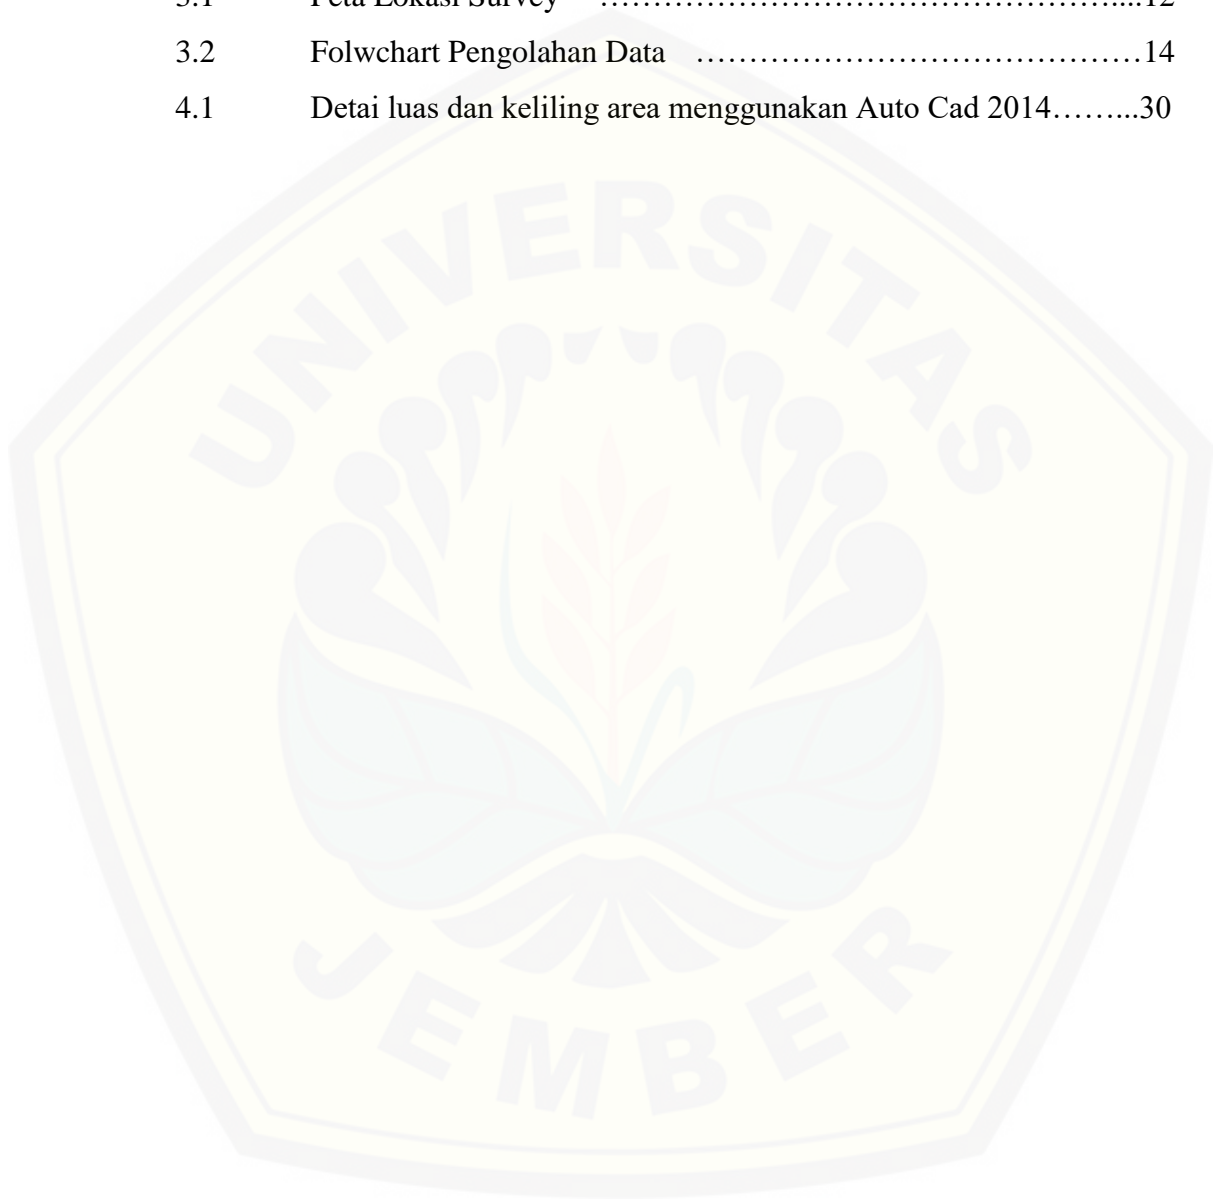 3.1 Peta Lokasi Survey ……………………………………………....12
3.2 Folwchart Pengolahan Data ……………………………………14
4.1 Detai luas dan keliling area menggunakan Auto Cad 2014……...30
UNIVERSITAS
JEMBER